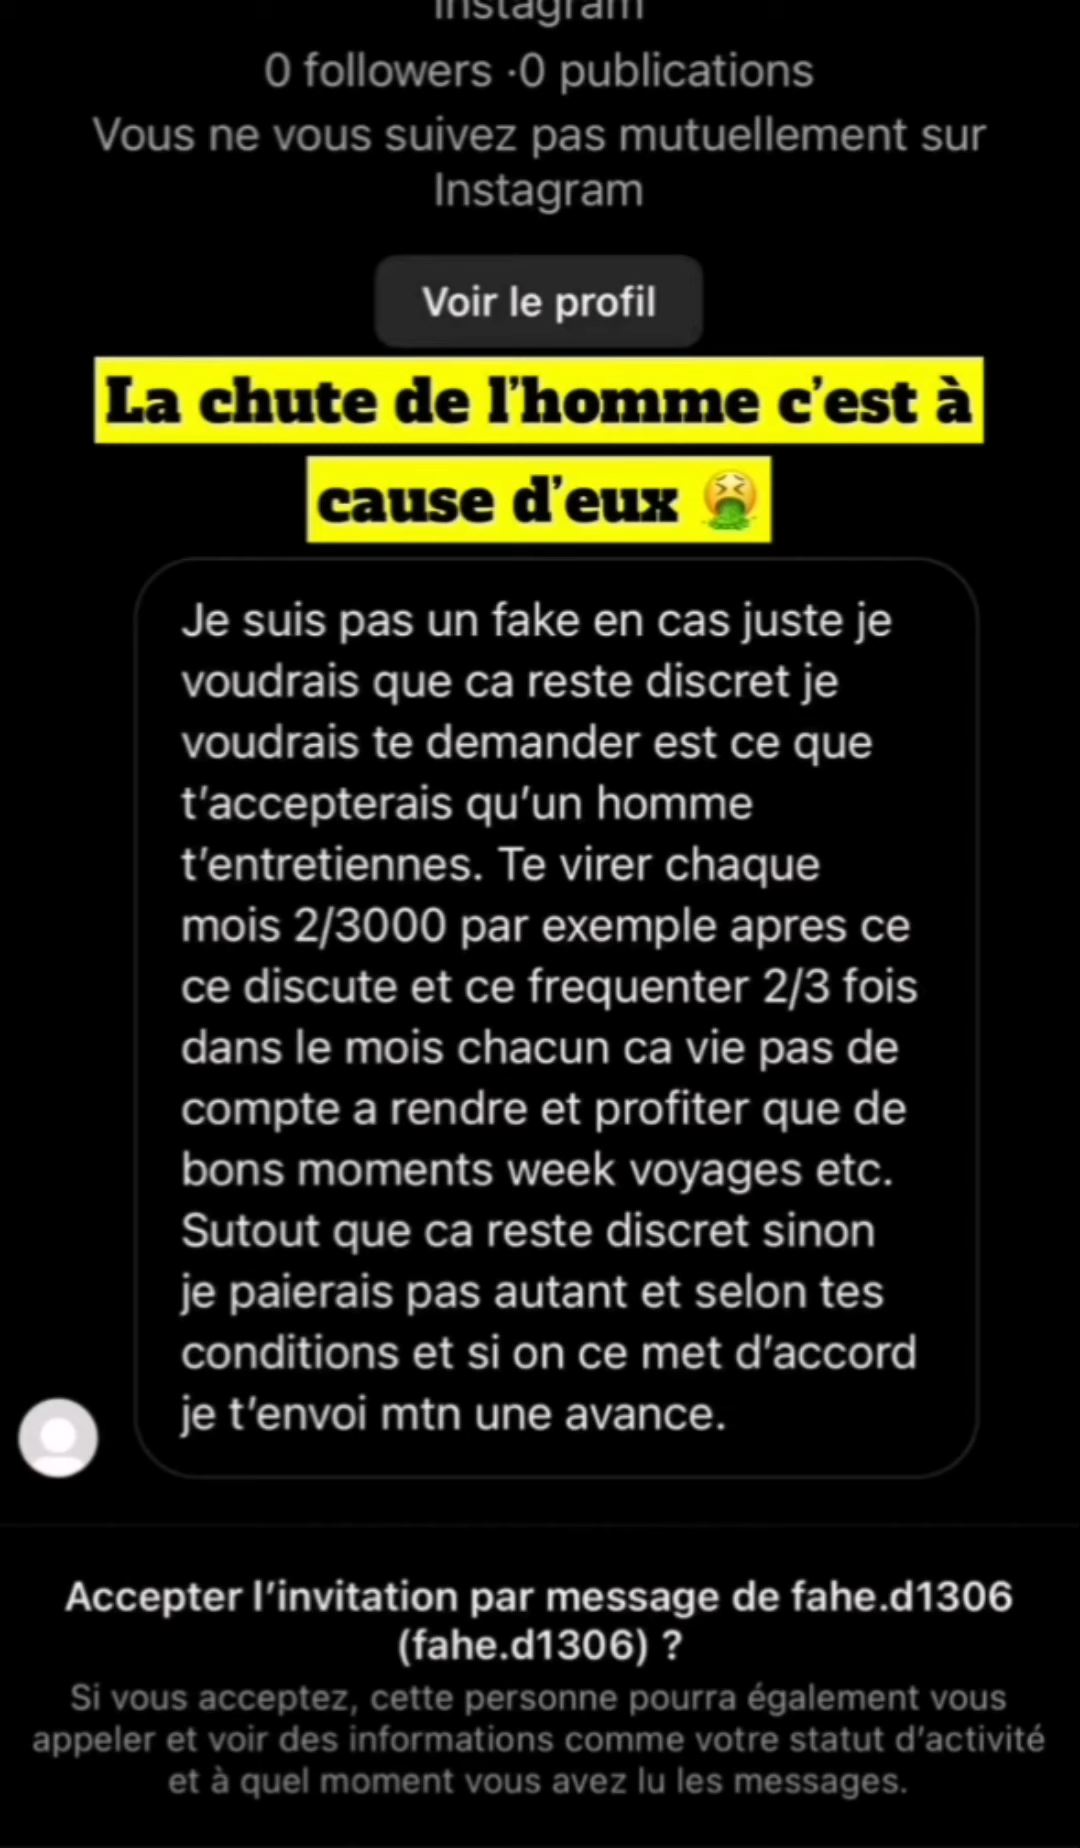 Instagram
0 followers ·0 publications
Vous ne vous suivez pas mutuellement sur
Instagram
Voir le profil
La chute de l'homme c'est à
cause d'eux 🤮
Je suis pas un fake en cas juste je
voudrais que ca reste discret je
voudrais te demander est ce que
t'accepterais qu'un homme
t'entretiennes. Te virer chaque
mois 2/3000 par exemple apres ce
ce discute et ce frequenter 2/3 fois
dans le mois chacun ca vie pas de
compte a rendre et profiter que de
bons moments week voyages etc.
Sutout que ca reste discret sinon
je paierais pas autant et selon tes
conditions et si on ce met d'accord
je t'envoi mtn une avance.
Accepter l'invitation par message de fahe.d1306
(fahe.d1306) ?
Si vous acceptez, cette personne pourra également vous
appeler et voir des informations comme votre statut d'activité
et à quel moment vous avez lu les messages.